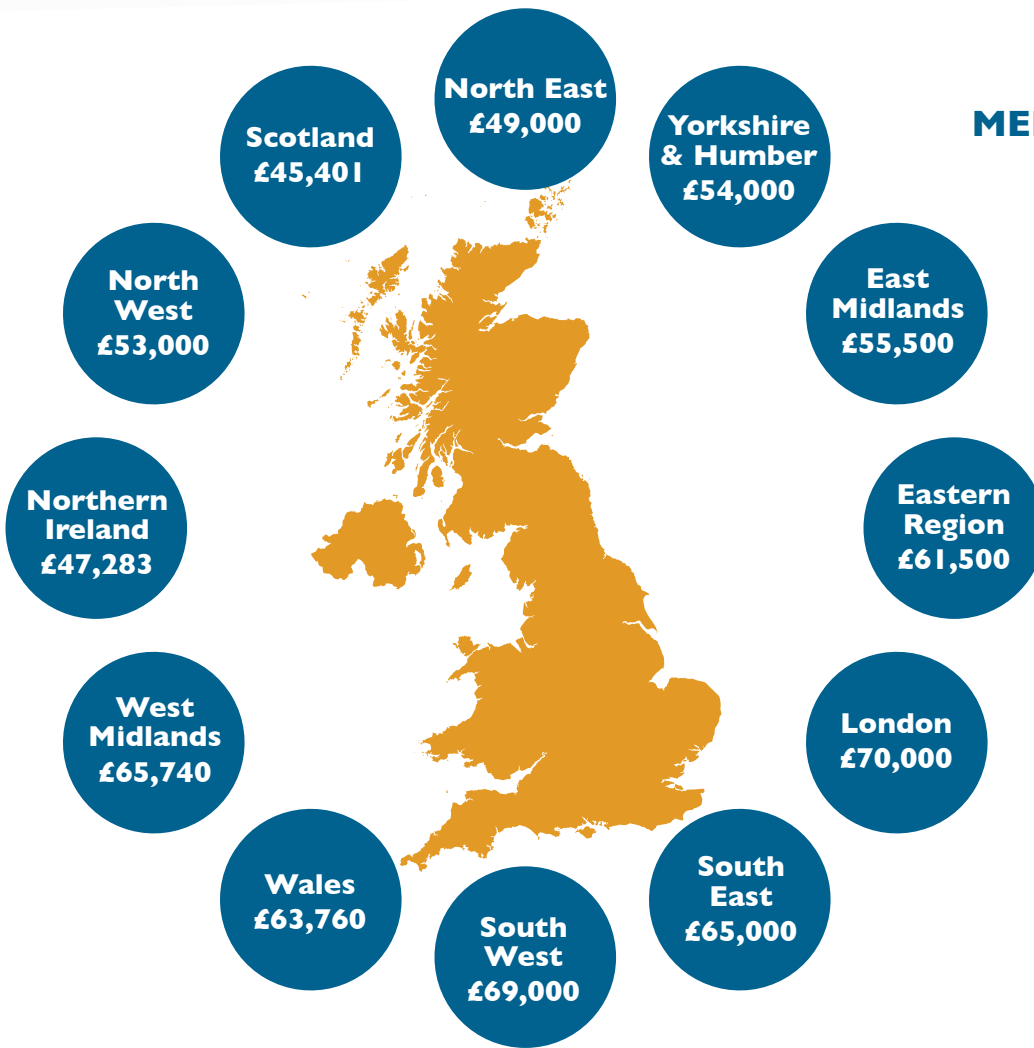 North East
£49,000
Yorkshire
& Humber
£54,000
East
Midlands
£55,500
Eastern
Region
£61,500
London
£70,000
South
East
£65,000
South
West
£69,000
Wales
£63,760
West
Midlands
£65,740
Northern
Ireland
£47,283
North
West
£53,000
Scotland
£45,401